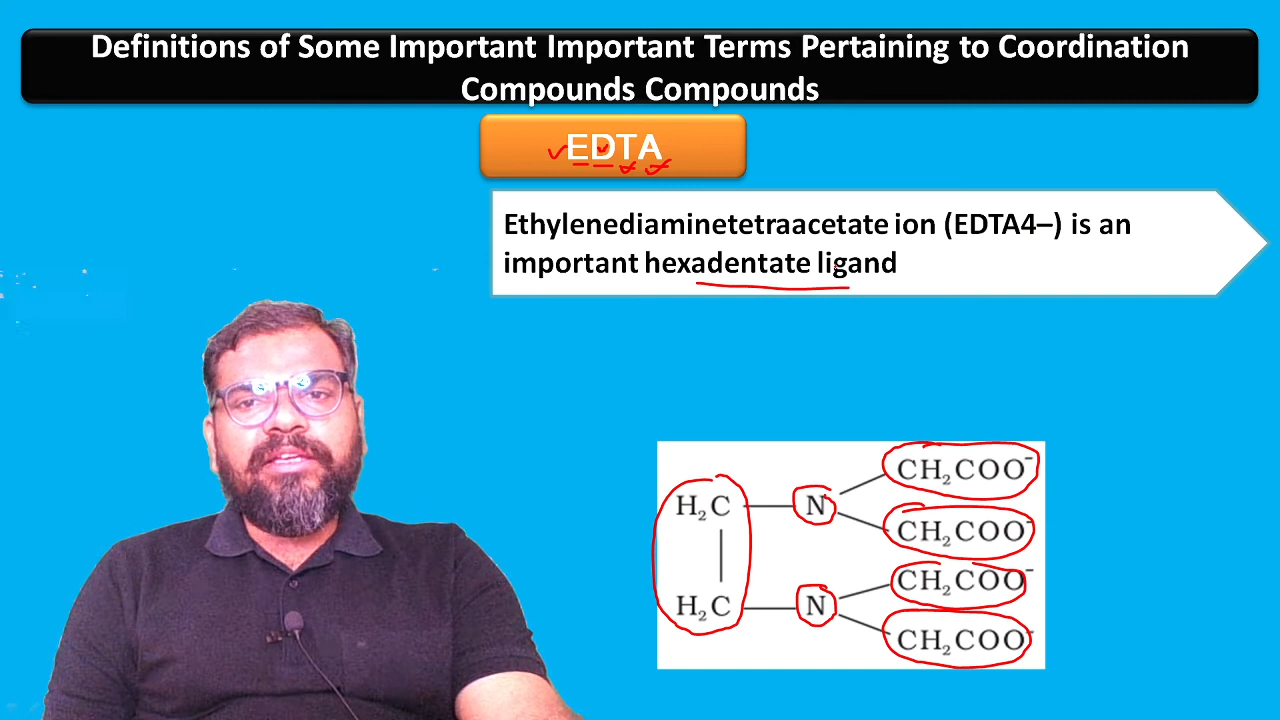 Definitions of Some Important Important Terms Pertaining to Coordination
Compounds Compounds
EDTA
Ethylenediaminetetraacetate ion (EDTA4–) is an
important hexadentate ligand
CH₂COO⁻
H₂C N
CH₂COO⁻
CH₂COO⁻
H₂C N
CH₂COO⁻